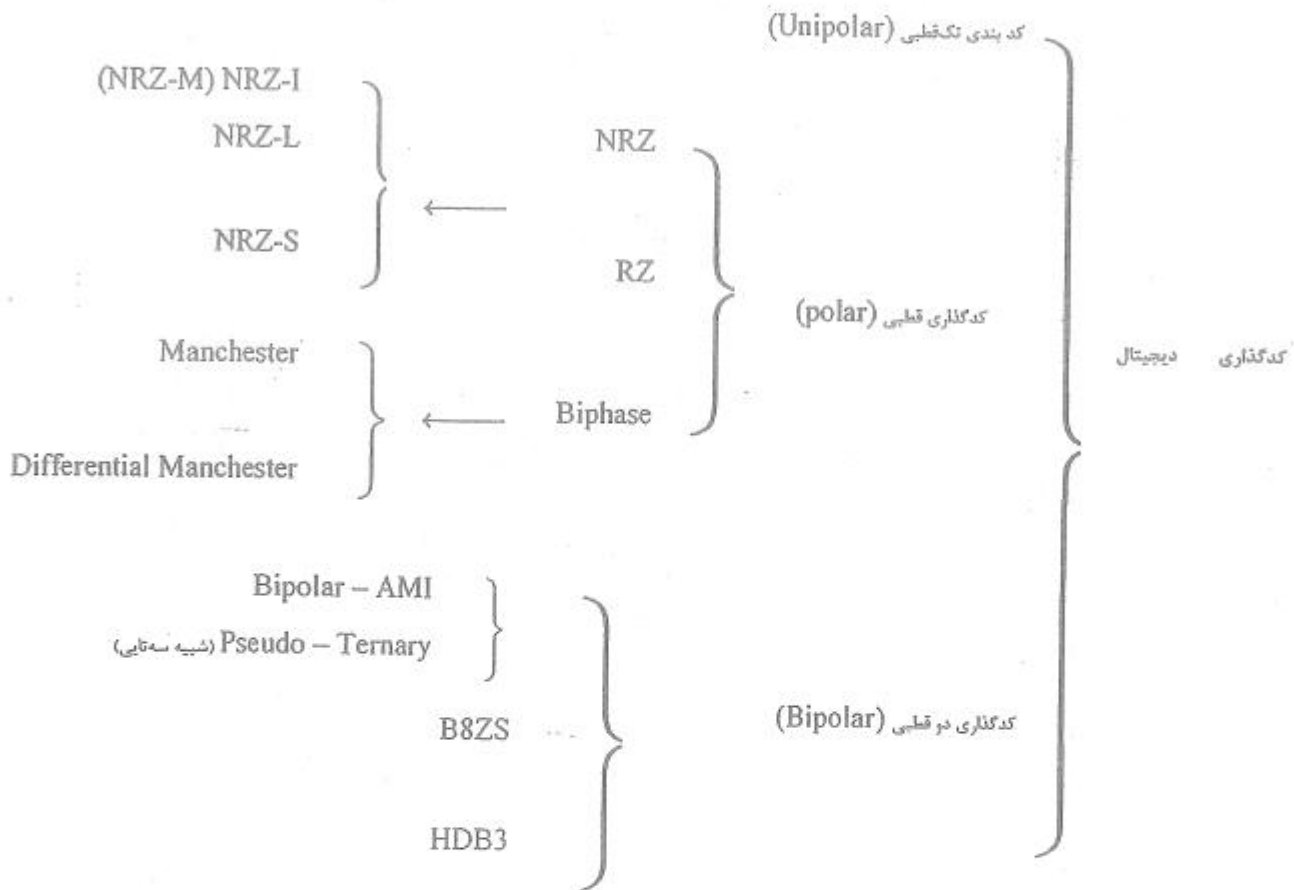 کد بندی تک‌قطبی (Unipolar)
(NRZ-M) NRZ-I
NRZ-L
NRZ
NRZ-S
RZ
کدگذاری قطبی (polar)
Manchester
کدگذاری دیجیتال
Biphase
Differential Manchester
Bipolar – AMI
Pseudo – Ternary (شبیه سه‌تایی)
B8ZS
کدگذاری دو قطبی (Bipolar)
HDB3